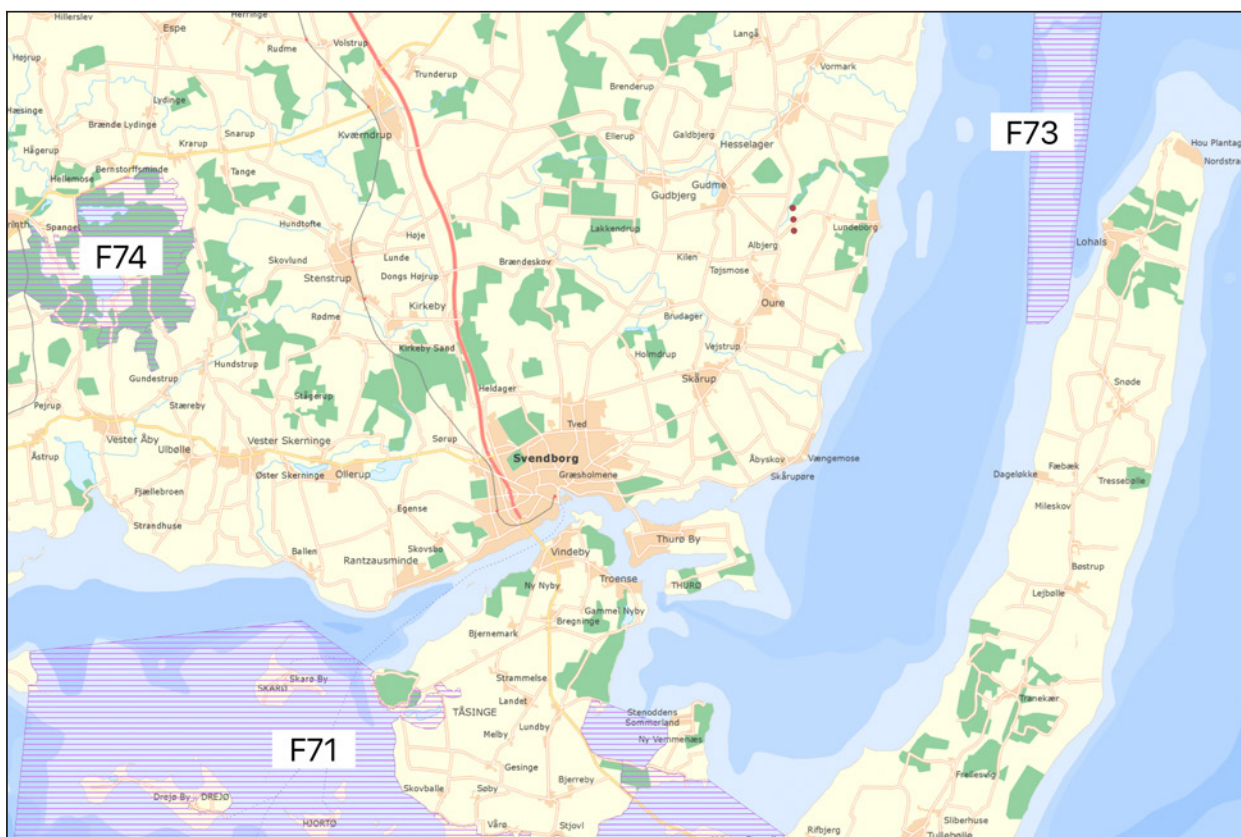 Hillerslev
Herringe
Espe
Volstrup
Rudme
Langå
Højrup
Trunderup
Vormark
Brenderup
Hæsinge
Lydinge
F73
Brænde Lydinge
Snarup
Kværndrup
Ellerup
Galdbjerg
Hesselager
Hou Plantag
Nordstran
Hågerup
Krarup
Bernstorffsminde
Hellemose
Tange
Gudme
Gudbjerg
rinth
Spange
Hundtofte
Lakkendrup
Lundeborg
Højе
Albjerg
Lohals
F74
Skovlund
Lunde
Dongs Højrup
Brændeskov
Kilen
Tøjsmose
Stenstrup
Kirkeby
Oure
Rødme
Brudager
Kirkeby Sand
Holmdrup
Vejstrup
Hundstrup
Gundestrup
Skårup
Snøde
Heldager
Stågerup
Pejrup
Stæreby
Tved
Vester Åby
Sørup
Vester Skerninge
Ulbølle
Svendborg
Åstrup
Åbyskov
Vængemose
Øster Skerninge
Ollerup
Græsholmene
Skårupøre
Fæbæk
Dageløkke
Tressebølle
Fjællebroen
Egense
Mileskov
Strandhuse
Thurø By
Ballen
Skovsbo
Rantzausminde
Vindeby
Bøstrup
Troense
Ny Nyby
THURØ
Lejbølle
Gammel Nyby
Bregninge
Bjernemark
Skarø By
SKARØ
Strammelse
Landet
Tranekær
TÅSINGE
Stenoddens
Sommerland
Lundby
Melby
Ny Vemmenæs
F71
Gesinge
Bjerreby
Frellesvig
Skovballe
Søby
Drejø By
DREJØ
HJORTØ
Vårø
Stjovl
Rifbjerg
Sliberhuse
Tullebølle